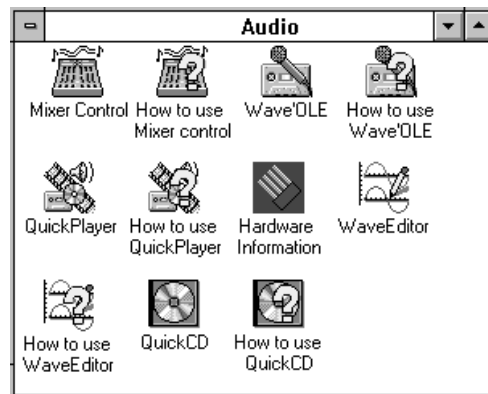 Audio
Mixer Control
How to use
Mixer control
Wave'OLE
How to use
Wave'OLE
QuickPlayer
How to use
QuickPlayer
Hardware
Information
WaveEditor
How to use
WaveEditor
QuickCD
How to use
QuickCD